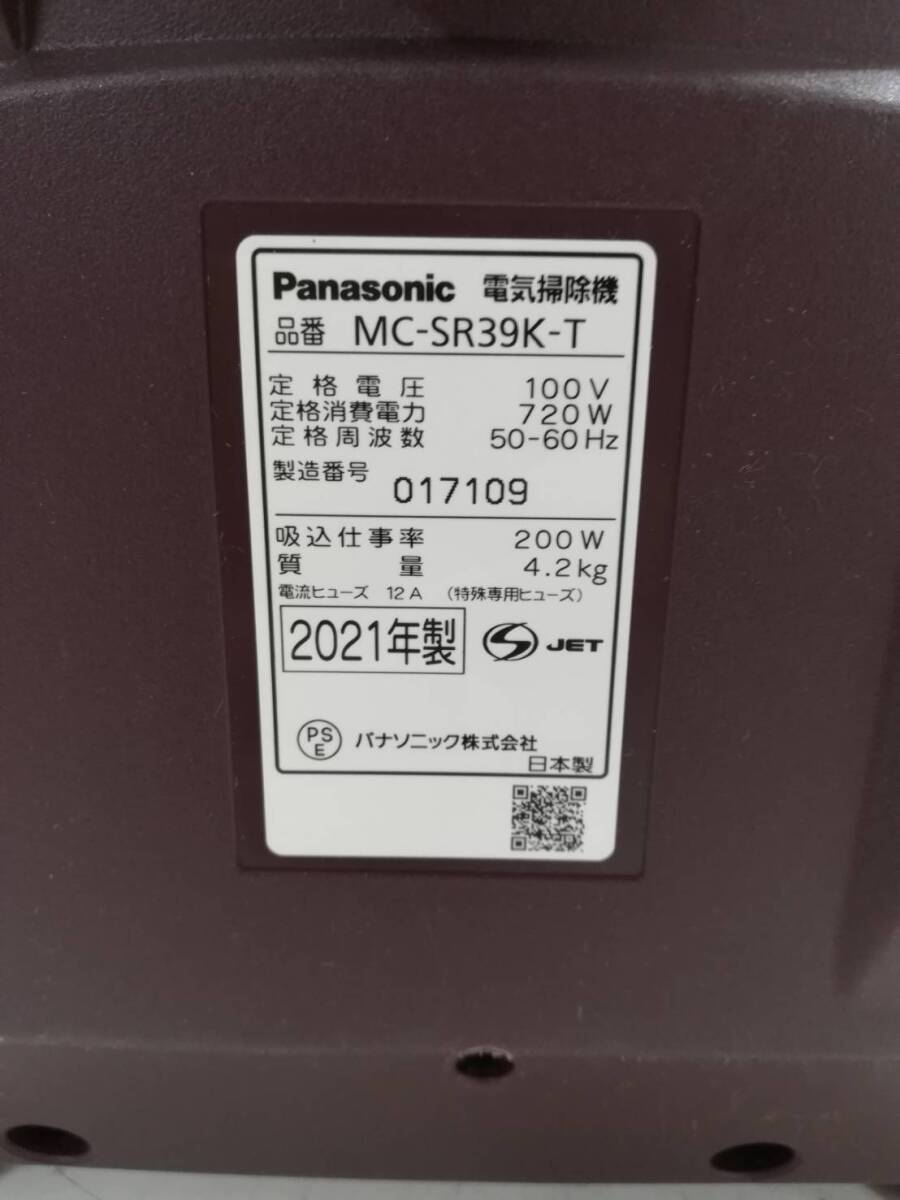 Panasonic 電気掃除機
品番 MC-SR39K-T
定格電圧 100V
定格消費電力 720W
定格周波数 50-60Hz
製造番号 017109
吸込仕事率 200W
質量 4.2kg
電流ヒューズ 12A (特殊専用ヒューズ)
2021年製 JET
PSE パナソニック株式会社
日本製